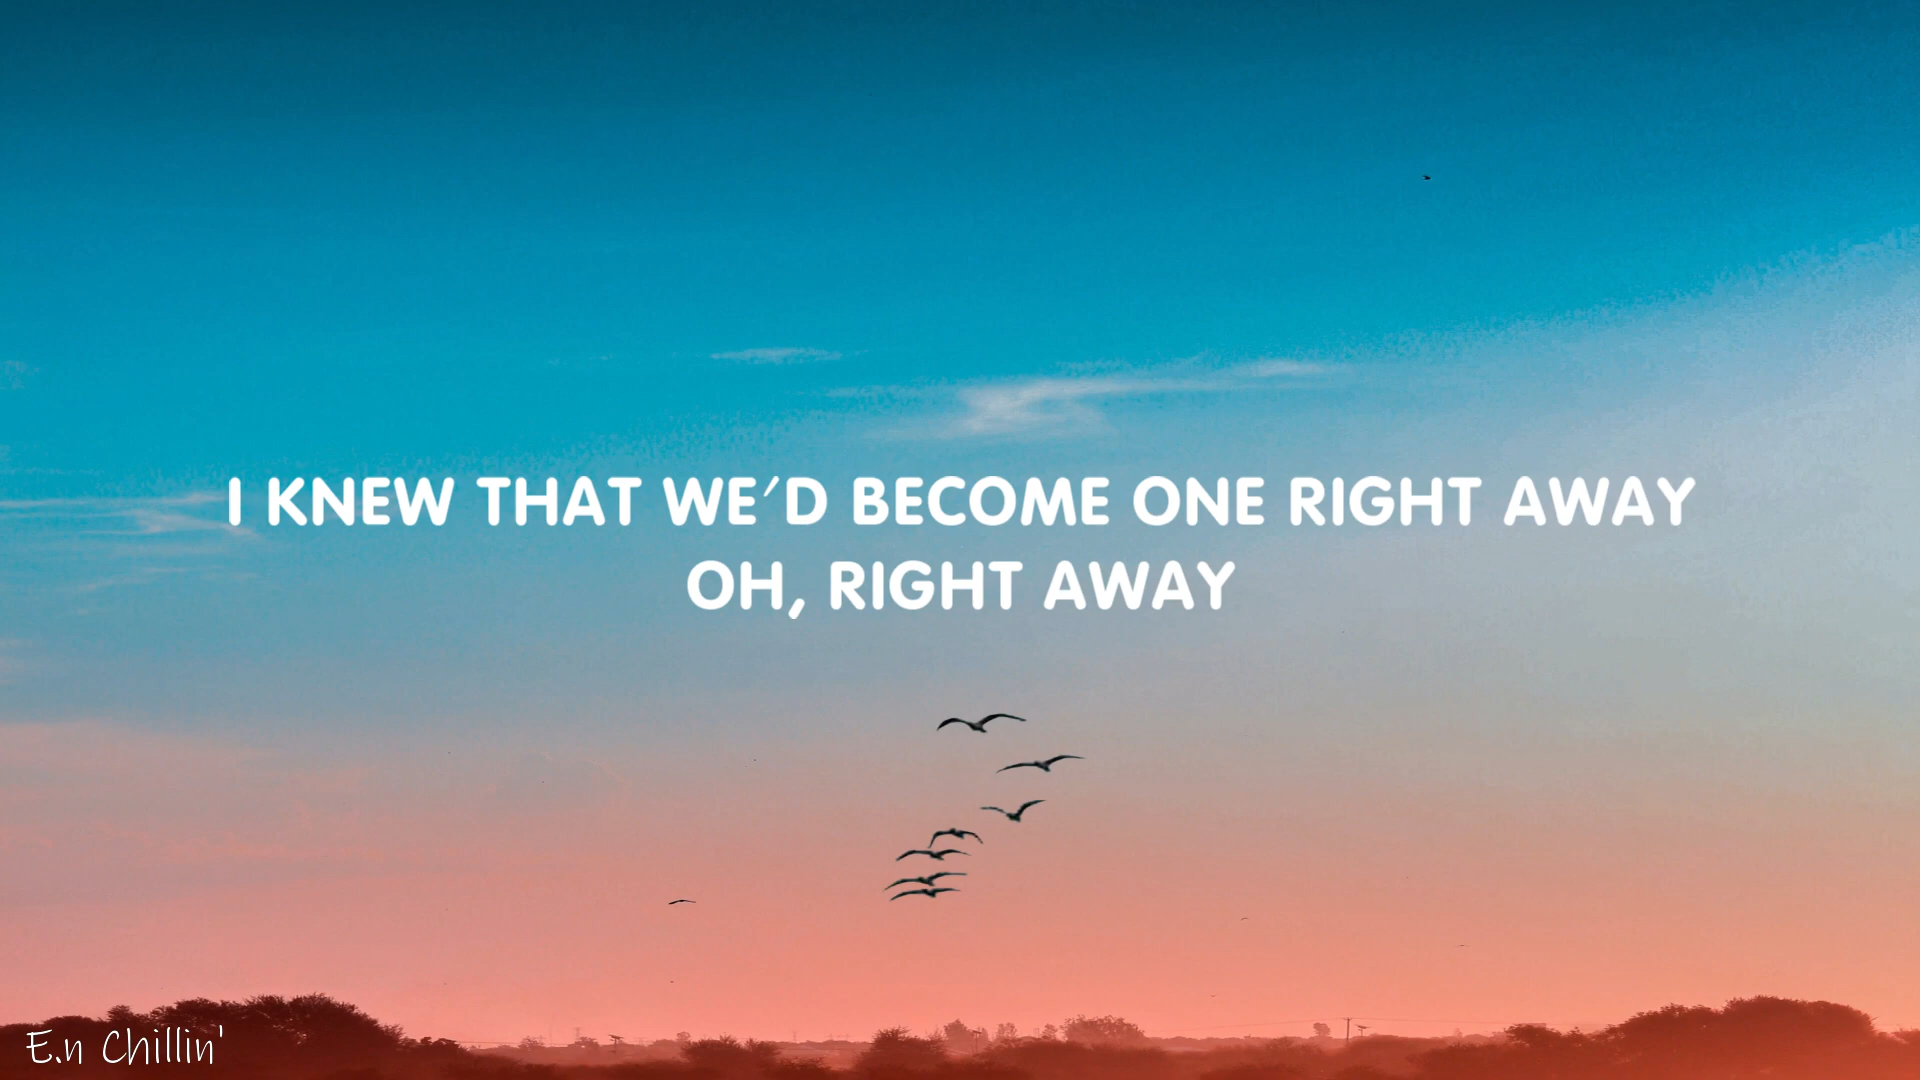 I KNEW THAT WE'D BECOME ONE RIGHT AWAY
OH, RIGHT AWAY
E.n Chillin'